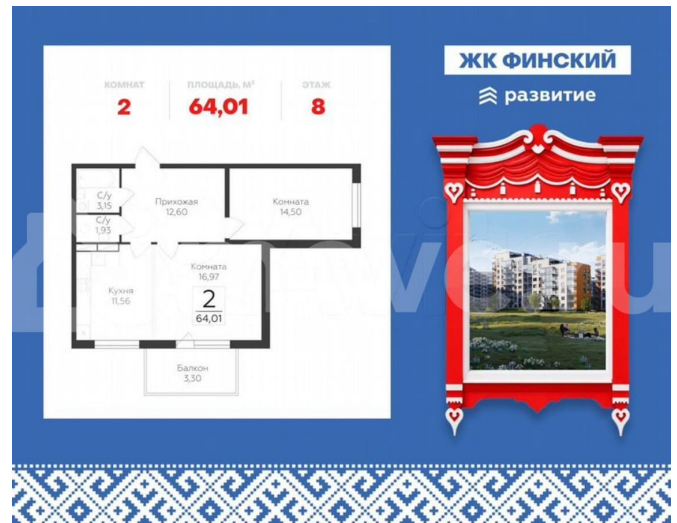 ЖК ФИНСКИЙ
развитие
КОМНАТ
2
ПЛОЩАДЬ, М²
64,01
ЭТАЖ
8
С/у
3,15
С/у
1,93
Прихожая
12,60
Комната
14,50
Кухня
11,56
Комната
16,97
2
64,01
Балкон
3,30